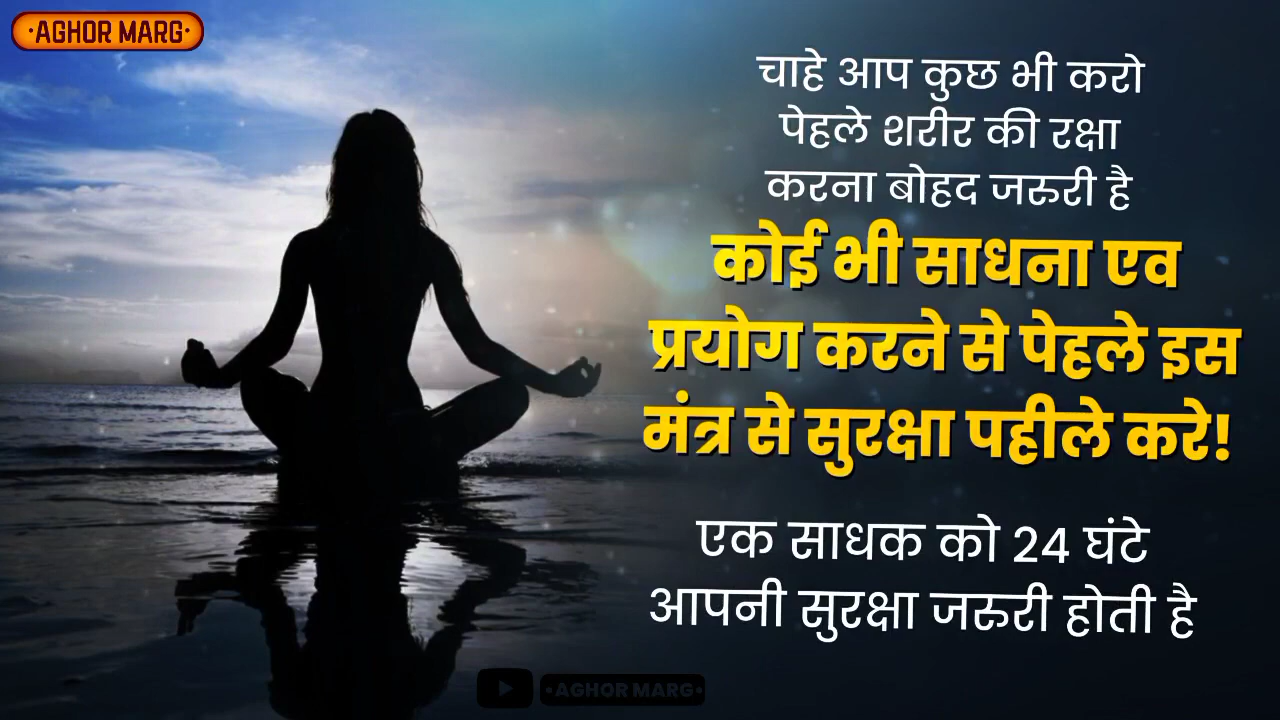 ·AGHOR MARG·
चाहे आप कुछ भी करो
पेहले शरीर की रक्षा
करना बोहद जरुरी है
कोई भी साधना एव
प्रयोग करने से पेहले इस
मंत्र से सुरक्षा पहीले करे!
एक साधक को 24 घंटे
आपनी सुरक्षा जरुरी होती है
·AGHOR MARG·